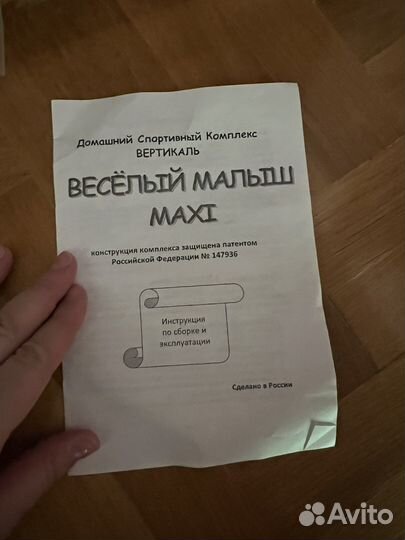 Домашний Спортивный Комплекс
ВЕРТИКАЛЬ
ВЕСЁЛЫЙ МАЛЫШ
MAXI
конструкция комплекса защищена патентом
Российской Федерации № 147936
Инструкция
по сборке и
эксплуатации
Сделано в России
Avito